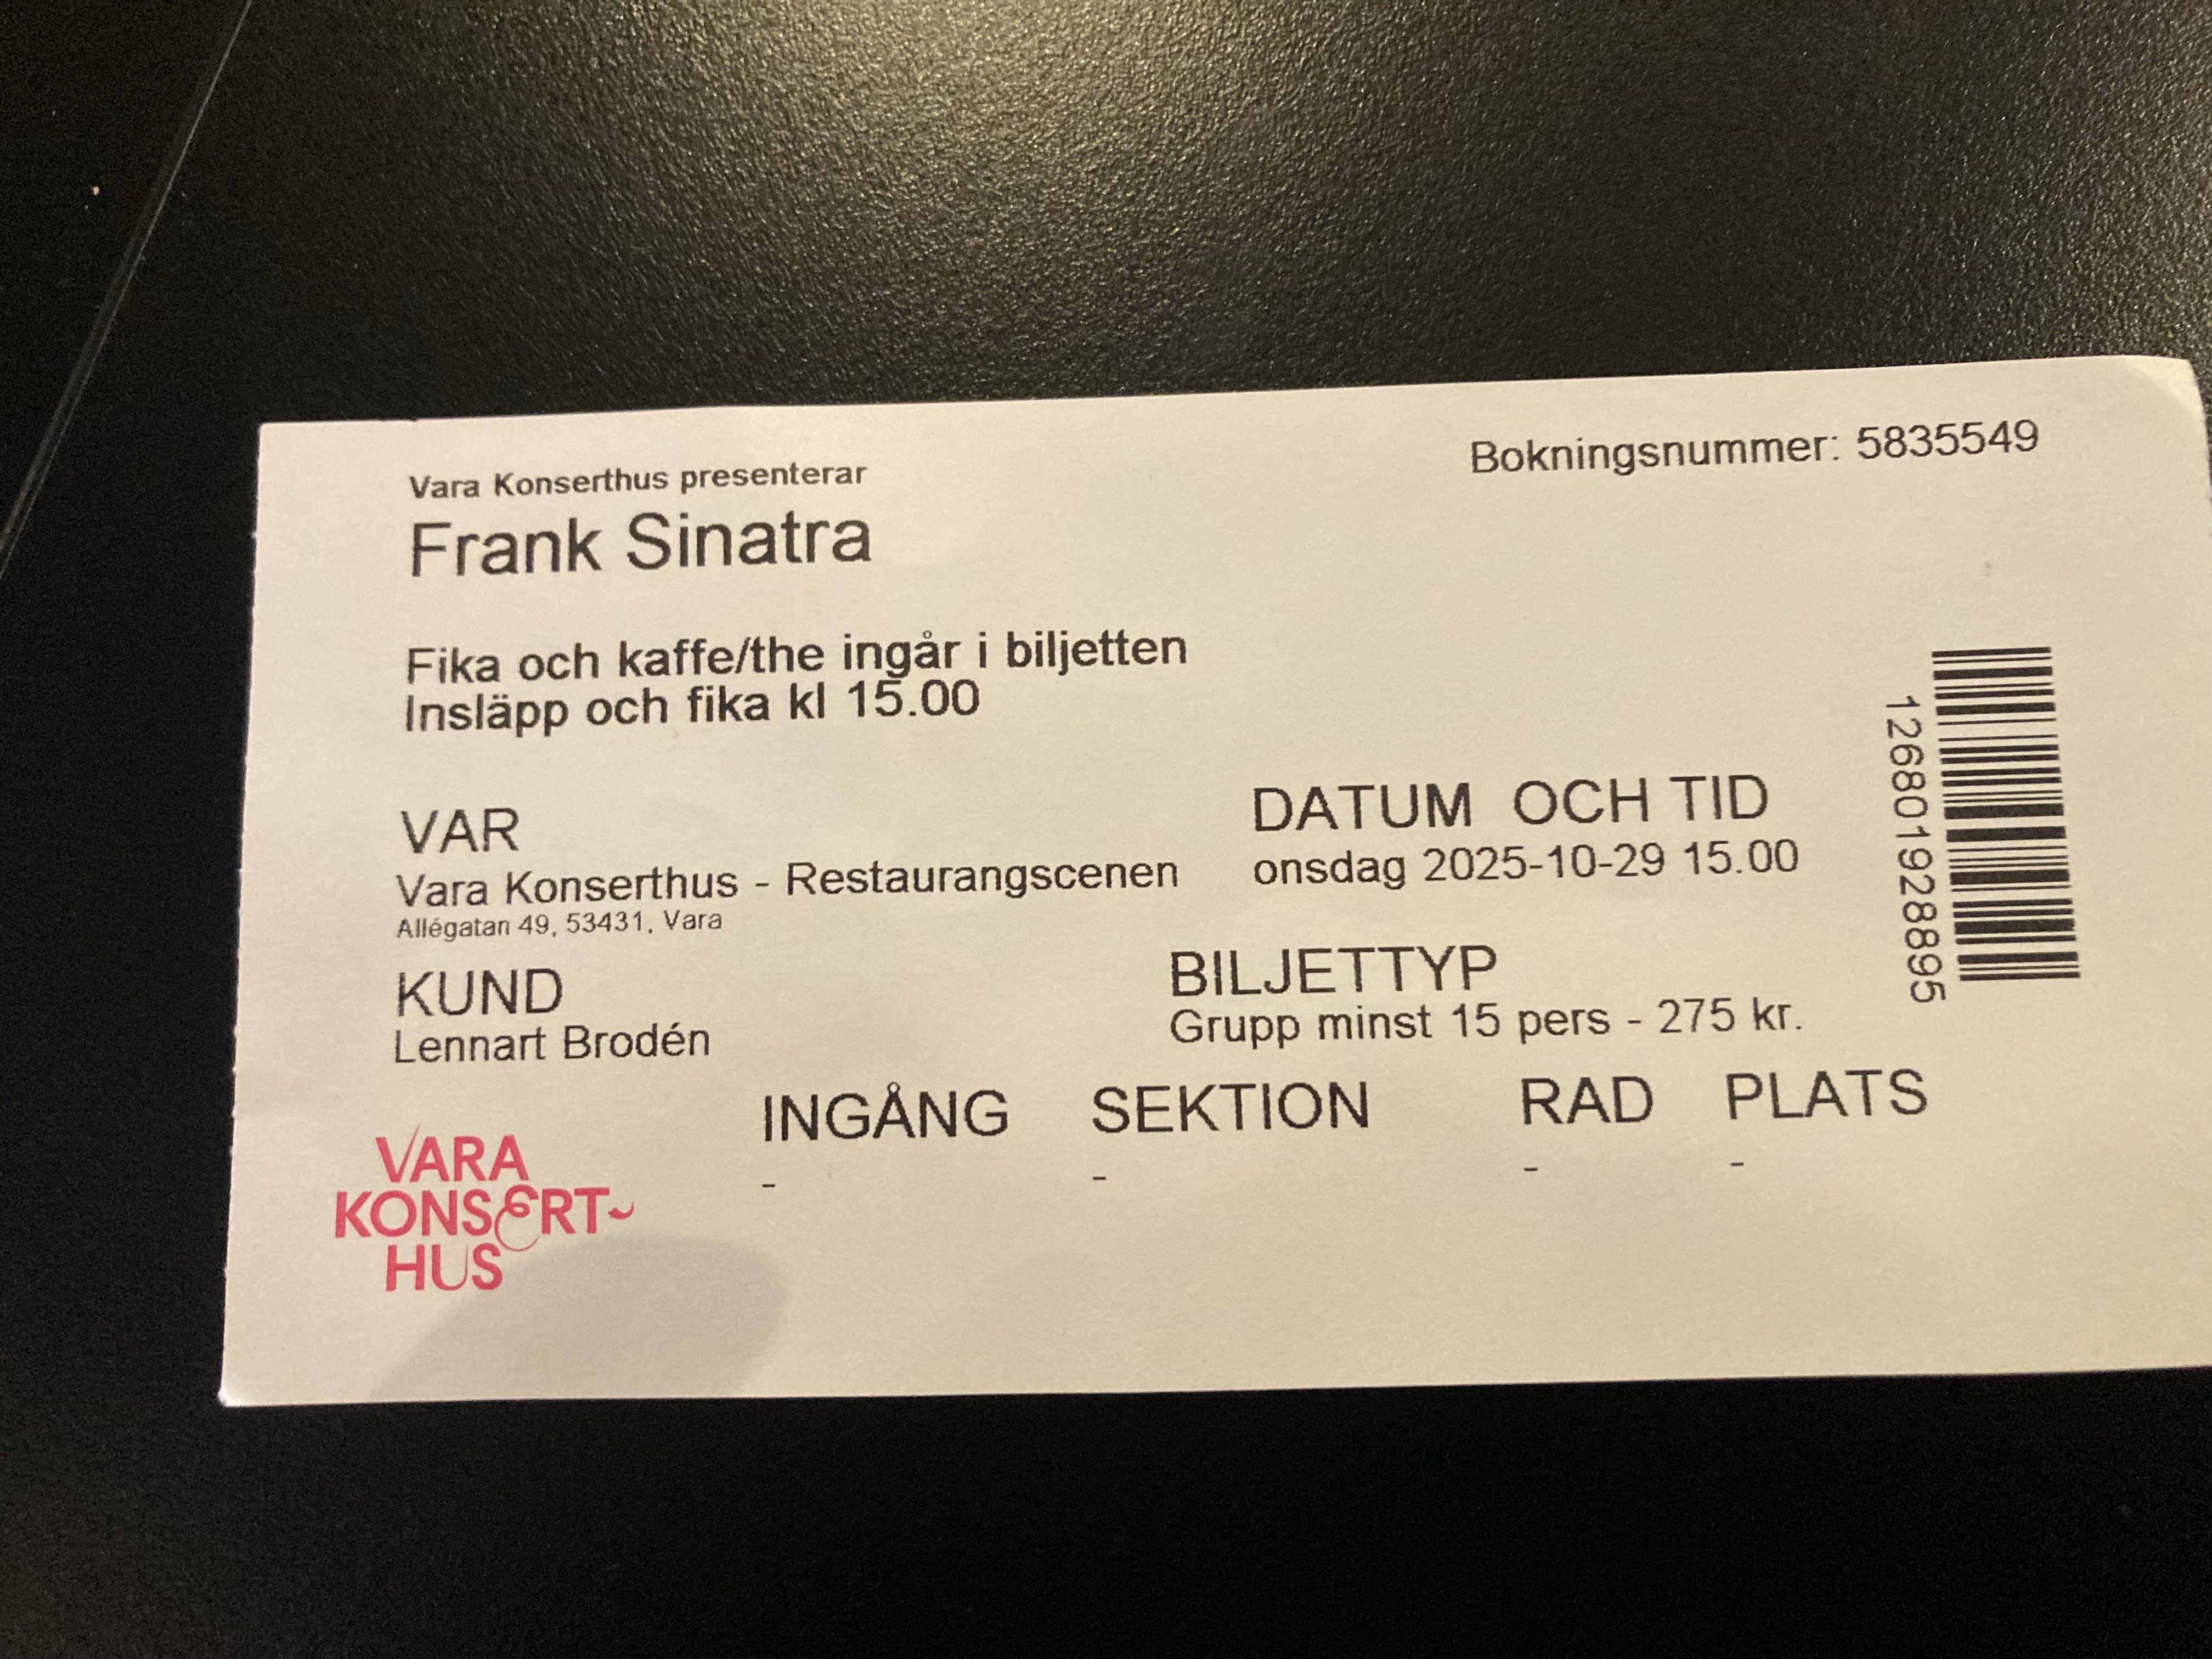 Bokningsnummer: 5835549
Vara Konserthus presenterar
Frank Sinatra
Fika och kaffe/the ingår i biljetten
Insläpp och fika kl 15.00
VAR
Vara Konserthus - Restaurangscenen
Allégatan 49, 53431, Vara
DATUM OCH TID
onsdag 2025-10-29 15.00
KUND
Lennart Brodén
BILJETTYP
Grupp minst 15 pers - 275 kr.
INGÅNG SEKTION RAD PLATS
- - - -
VARA
KONSERT
HUS
1268019288895